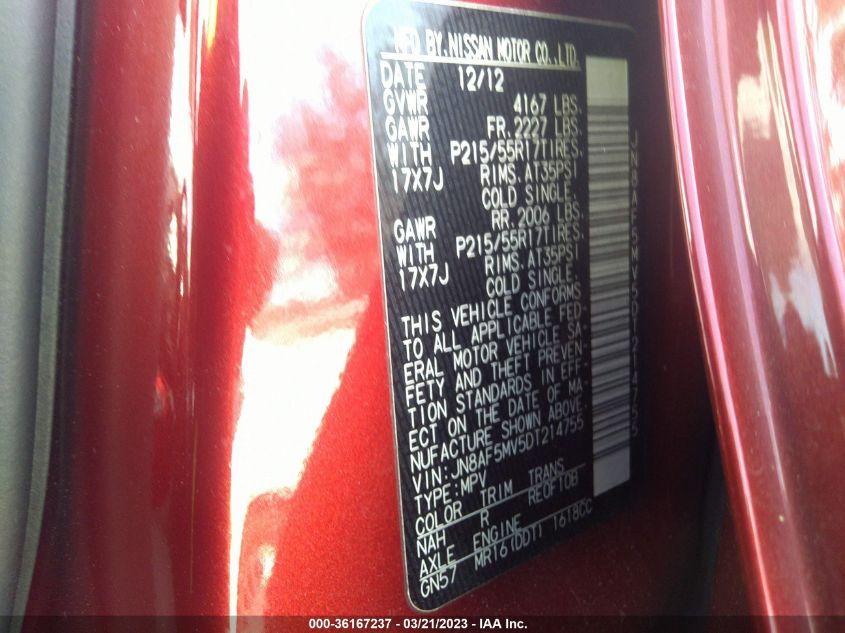 MFD BY.NISSAN MOTOR CO.,LTD.
DATE 12/12
GVWR 4167 LBS.
GAWR FR.2227 LBS.
WITH P215/55R17TIRES.
17X7J RIMS.AT35PSI
COLD SINGLE.
GAWR RR.2006 LBS.
WITH P215/55R17TIRES.
17X7J RIMS.AT35PSI
COLD SINGLE.
THIS VEHICLE CONFORMS
TO ALL APPLICABLE FED-
ERAL MOTOR VEHICLE SA-
FETY AND THEFT PREVEN-
TION STANDARDS IN EFF-
ECT ON THE DATE OF MA-
NUFACTURE SHOWN ABOVE.
VIN:JN8AF5MV5DT214755
TYPE:MPV
COLOR TRIM TRANS
NAH R RE0F10B
AXLE ENGINE
GN57 MR16(DDT) 1618CC
JN8AF5MV5DT214755
000-36167237 - 03/21/2023 - IAA Inc.